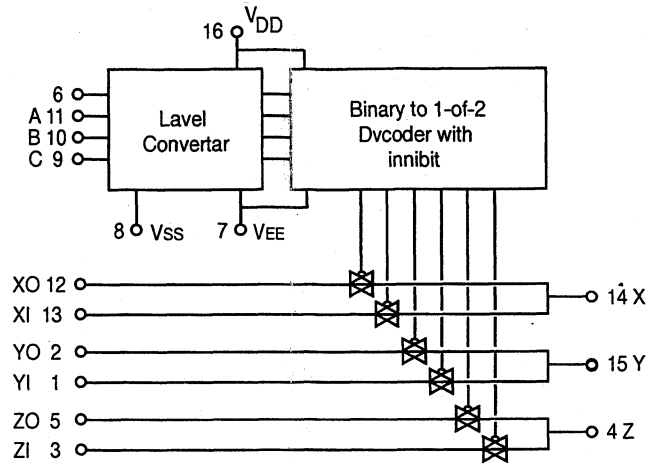 16 VDD
6
A 11
B 10
C 9
Lavel
Convertar
Binary to 1-of-2
Dvcoder with
innibit
8 VSS
7 VEE
XO 12
XI 13
14 X
YO 2
YI 1
15 Y
ZO 5
ZI 3
4 Z